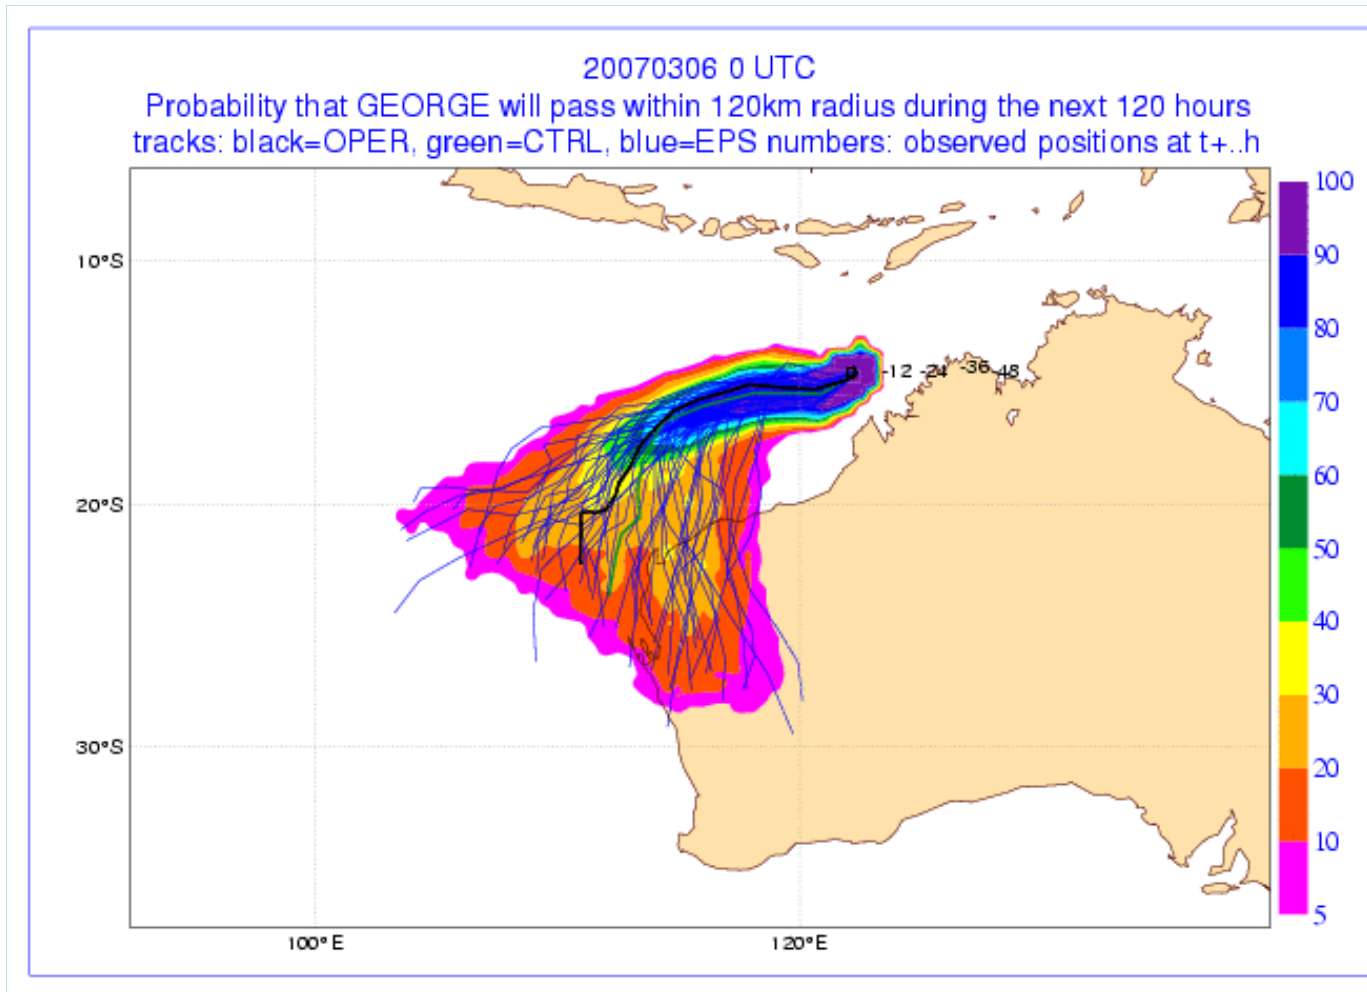 20070306 0 UTC
Probability that GEORGE will pass within 120km radius during the next 120 hours
tracks: black=OPER, green=CTRL, blue=EPS numbers: observed positions at t+..h
100
90
80
70
60
50
40
30
20
10
5
10°S
20°S
30°S
0 -12 -24 -36 -48
100°E 120°E